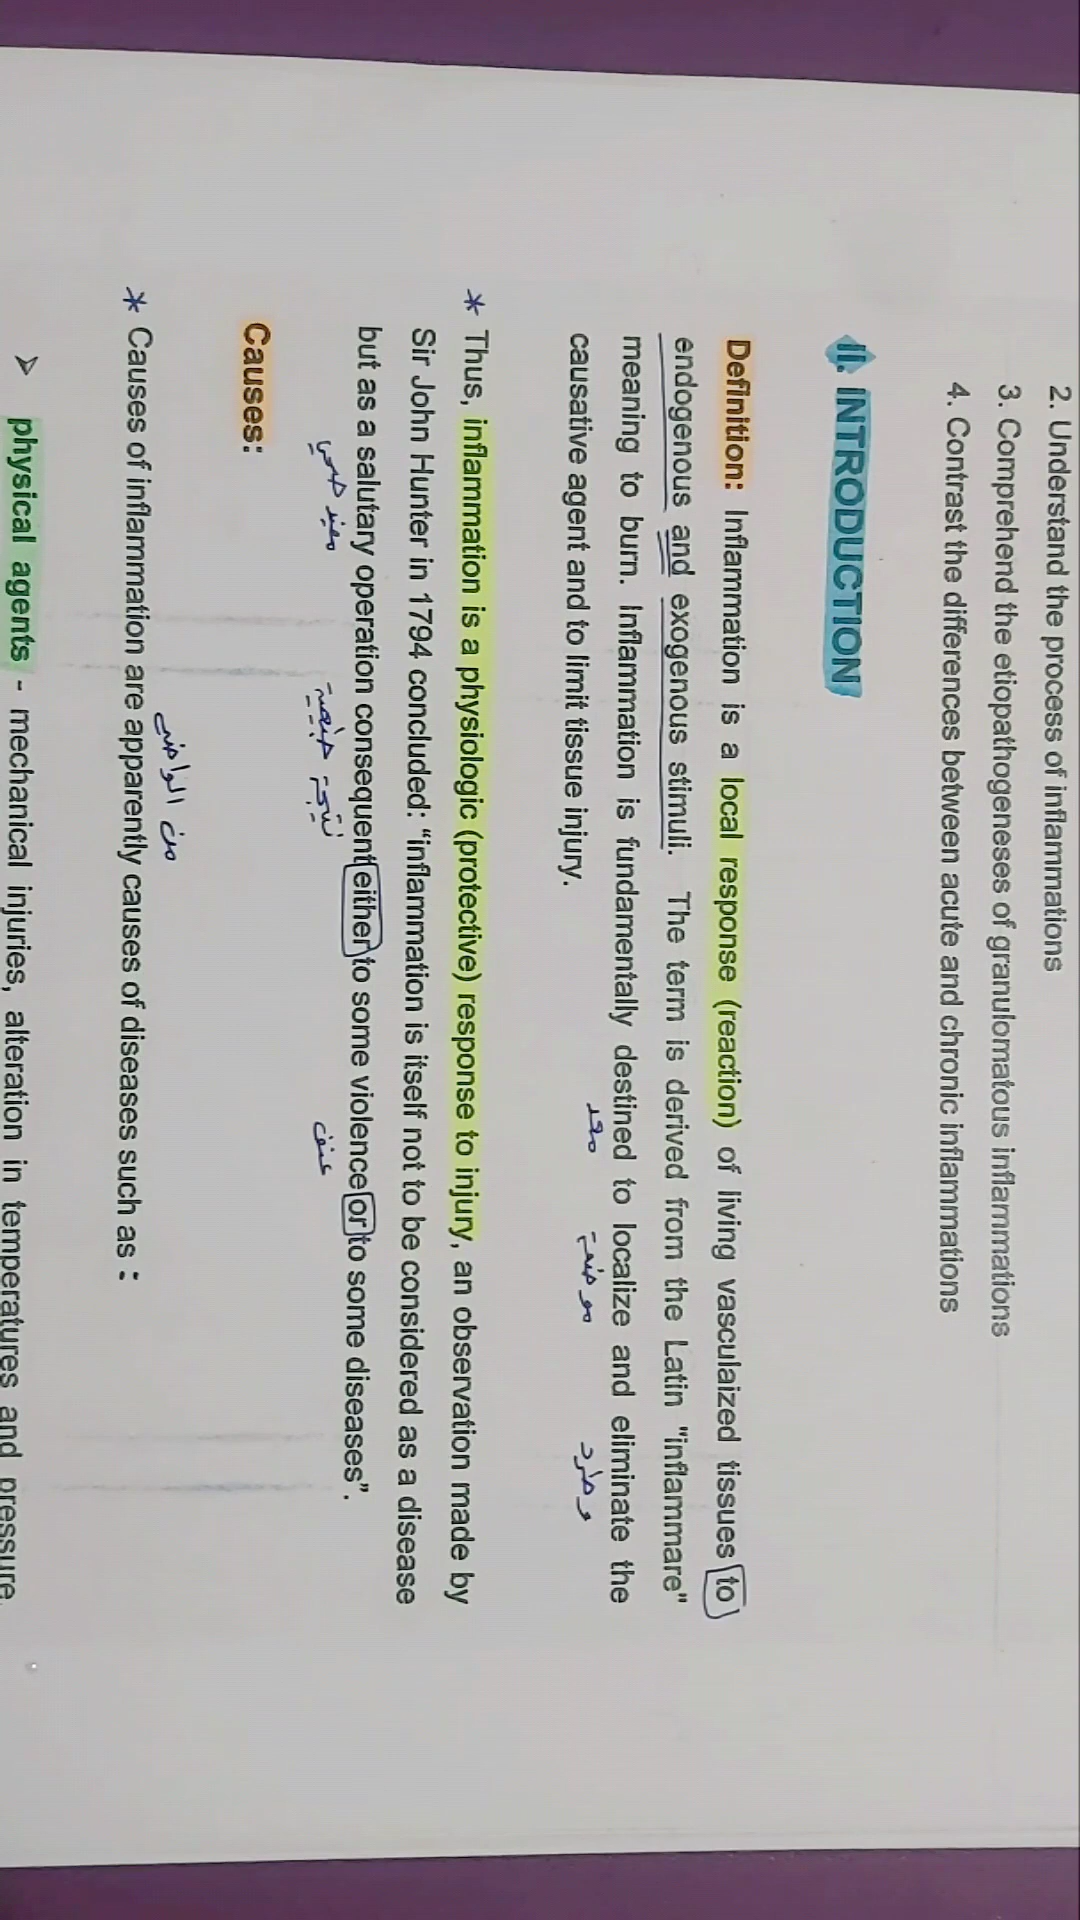 2. Understand the process of inflammations
3. Comprehend the etiopathogeneses of granulomatous inflammations
4. Contrast the differences between acute and chronic inflammations
II. INTRODUCTION
Definition: Inflammation is a local response (reaction) of living vasculaized tissues to
endogenous and exogenous stimuli. The term is derived from the Latin "inflammare"
meaning to burn. Inflammation is fundamentally destined to localize and eliminate the
معد موضعية وطرد
causative agent and to limit tissue injury.
* Thus, inflammation is a physiologic (protective) response to injury, an observation made by
Sir John Hunter in 1794 concluded: “inflammation is itself not to be considered as a disease
but as a salutary operation consequent either to some violence or to some diseases”.
مفيد صحي نتيجة طبيعية عنف
Causes:
من الواضح
* Causes of inflammation are apparently causes of diseases such as :
➢ physical agents - mechanical injuries, alteration in temperatures and pressure,